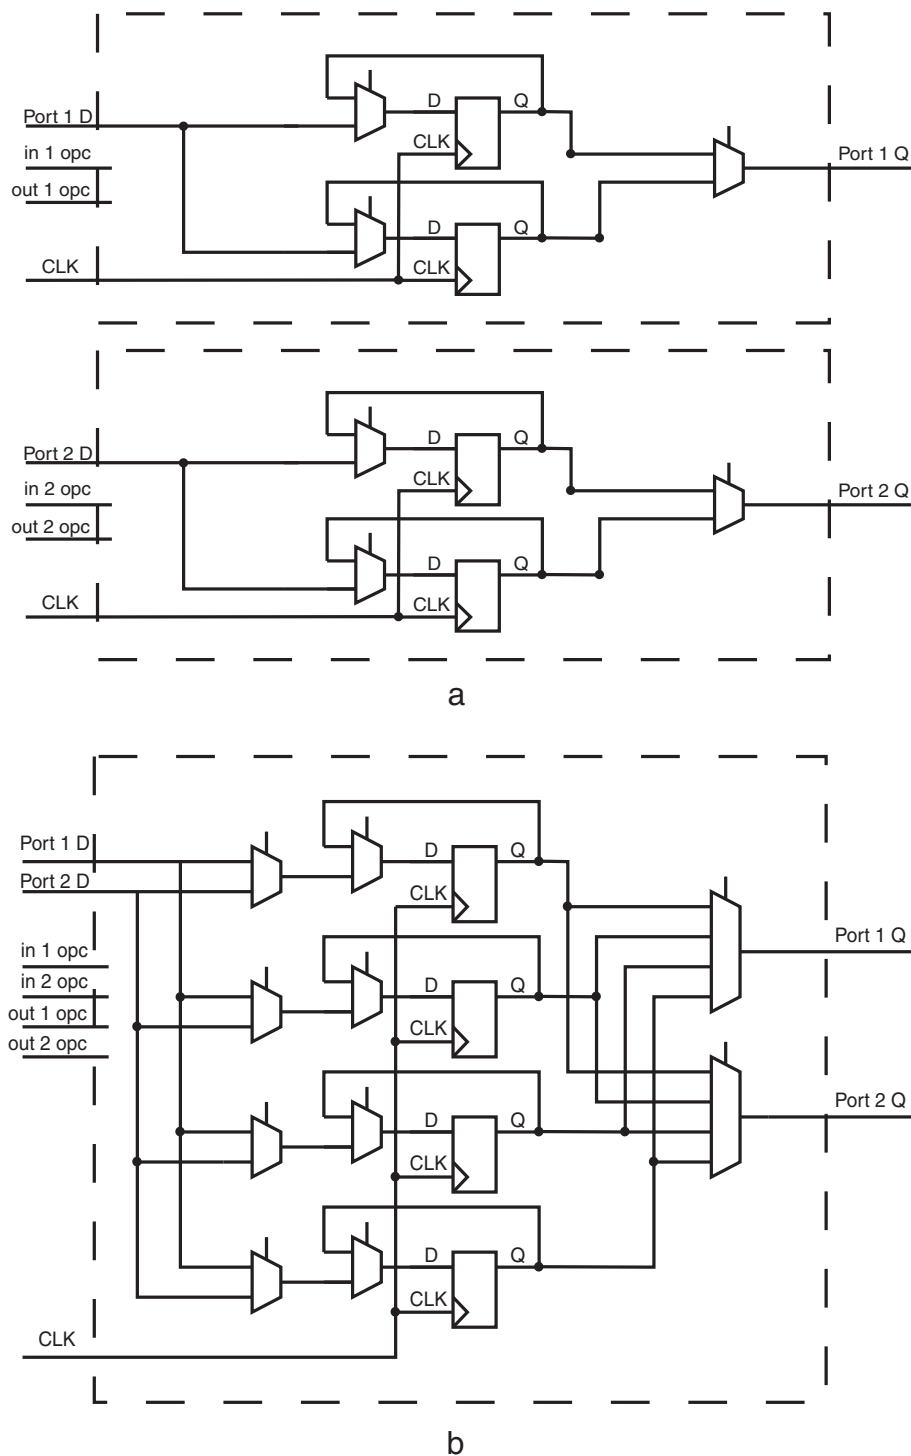 D Q
Port 1 D
CLK
in 1 opc
Port 1 Q
out 1 opc
D Q
CLK
CLK
D Q
Port 2 D
CLK
in 2 opc
Port 2 Q
out 2 opc
D Q
CLK
CLK
a
Port 1 D
D Q
Port 2 D
CLK
in 1 opc
Port 1 Q
in 2 opc
D Q
out 1 opc
CLK
out 2 opc
Port 2 Q
D Q
CLK
D Q
CLK
CLK
b